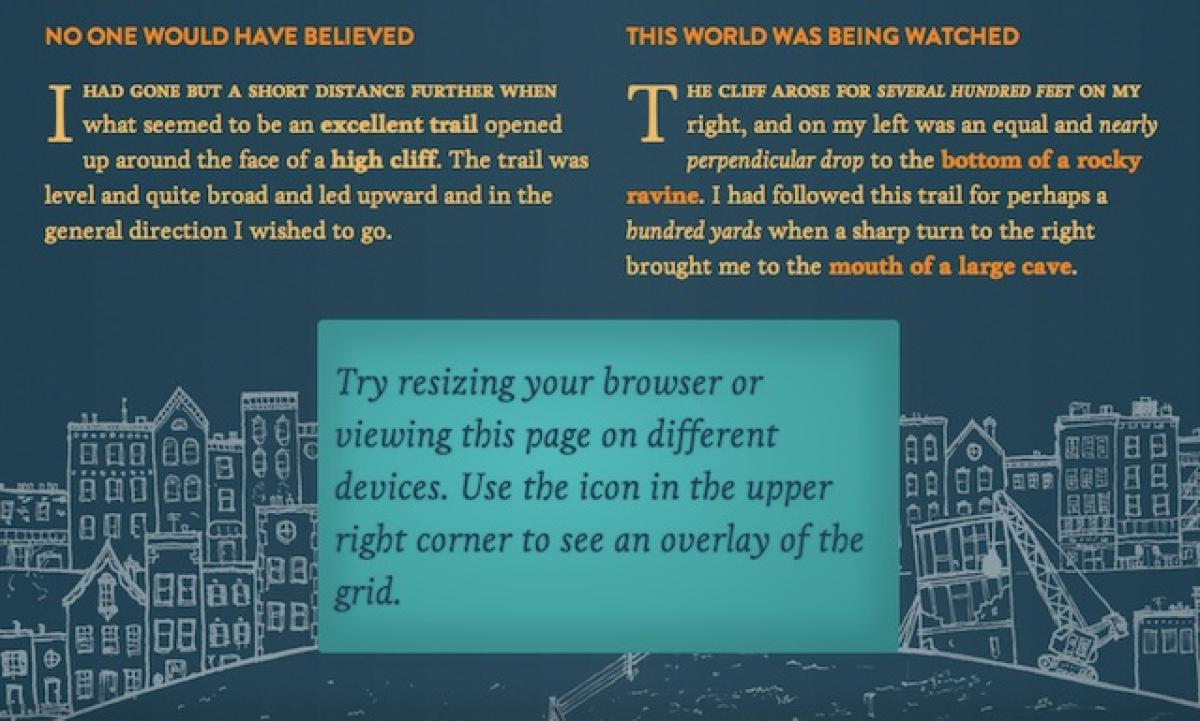 NO ONE WOULD HAVE BELIEVED
I HAD GONE BUT A SHORT DISTANCE FURTHER WHEN
what seemed to be an excellent trail opened
up around the face of a high cliff. The trail was
level and quite broad and led upward and in the
general direction I wished to go.
THIS WORLD WAS BEING WATCHED
THE CLIFF AROSE FOR SEVERAL HUNDRED FEET ON MY
right, and on my left was an equal and nearly
perpendicular drop to the bottom of a rocky
ravine. I had followed this trail for perhaps a
hundred yards when a sharp turn to the right
brought me to the mouth of a large cave.
Try resizing your browser or
viewing this page on different
devices. Use the icon in the upper
right corner to see an overlay of the
grid.